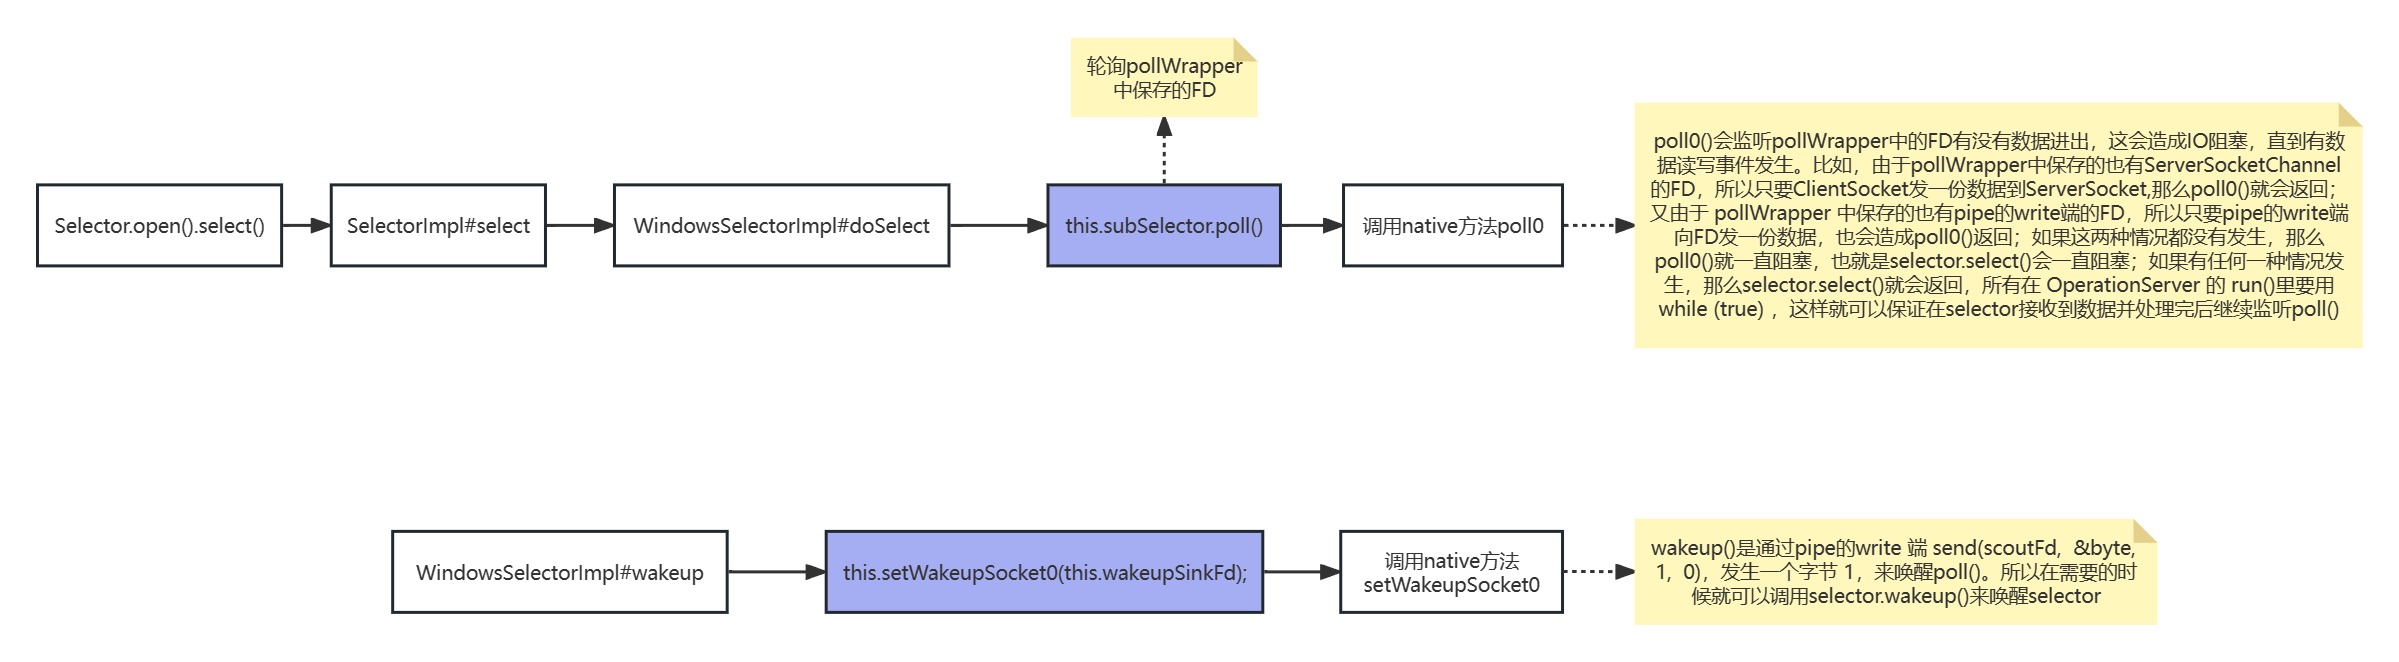 轮询pollWrapper
中保存的FD
Selector.open().select()
SelectorImpl#select
WindowsSelectorImpl#doSelect
this.subSelector.poll()
调用native方法poll0
poll0()会监听pollWrapper中的FD有没有数据进出，这会造成IO阻塞，直到有数
据读写事件发生。比如，由于pollWrapper中保存的也有ServerSocketChannel
的FD，所以只要ClientSocket发一份数据到ServerSocket,那么poll0()就会返回；
又由于 pollWrapper 中保存的也有pipe的write端的FD，所以只要pipe的write端
向FD发一份数据，也会造成poll0()返回；如果这两种情况都没有发生，那么
poll0()就一直阻塞，也就是selector.select()会一直阻塞；如果有任何一种情况发
生，那么selector.select()就会返回，所有在 OperationServer 的 run()里要用
while (true) ，这样就可以保证在selector接收到数据并处理完后继续监听poll()
WindowsSelectorImpl#wakeup
this.setWakeupSocket0(this.wakeupSinkFd);
调用native方法
setWakeupSocket0
wakeup()是通过pipe的write 端 send(scoutFd，&byte,
1，0)，发生一个字节 1，来唤醒poll()。所以在需要的时
候就可以调用selector.wakeup()来唤醒selector